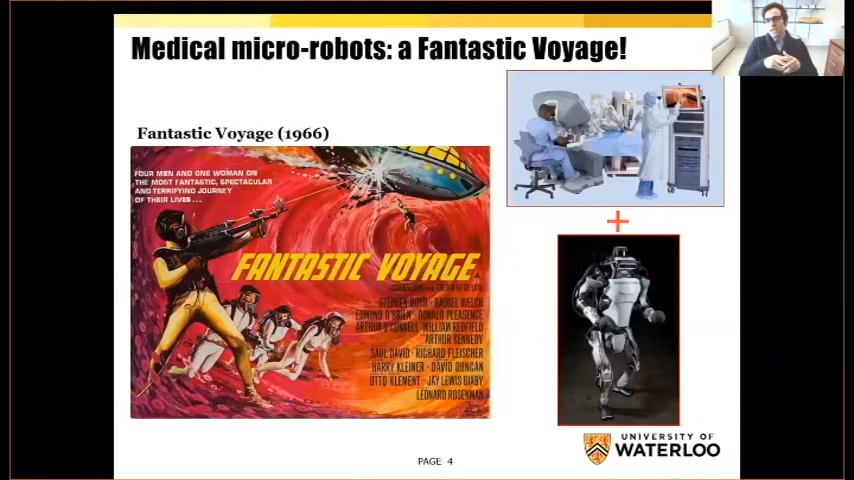 Medical micro-robots: a Fantastic Voyage!
Fantastic Voyage (1966)
FOUR MEN AND ONE WOMAN ON
THE MOST FANTASTIC, SPECTACULAR
AND TERRIFYING JOURNEY
OF THEIR LIVES...
FANTASTIC VOYAGE
STEPHEN BOYD · RAQUEL WELCH
EDMOND O'BRIEN · DONALD PLEASENCE
ARTHUR O'CONNELL · WILLIAM REDFIELD
ARTHUR KENNEDY
SAUL DAVID · RICHARD FLEISCHER
HARRY KLEINER · DAVID DUNCAN
OTTO KLEMENT · JAY LEWIS BIXBY
LEONARD ROSENMAN
+
UNIVERSITY OF
WATERLOO
PAGE 4